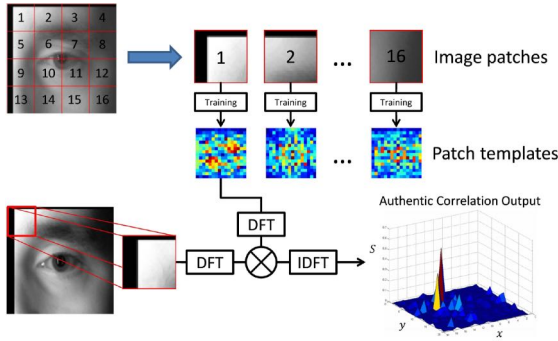 1 2 3 4
5 6 7 8
9 10 11 12
13 14 15 16
1 2 ... 16 Image patches
Training Training Training
... Patch templates
DFT
DFT IDFT
Authentic Correlation Output
S
y
x